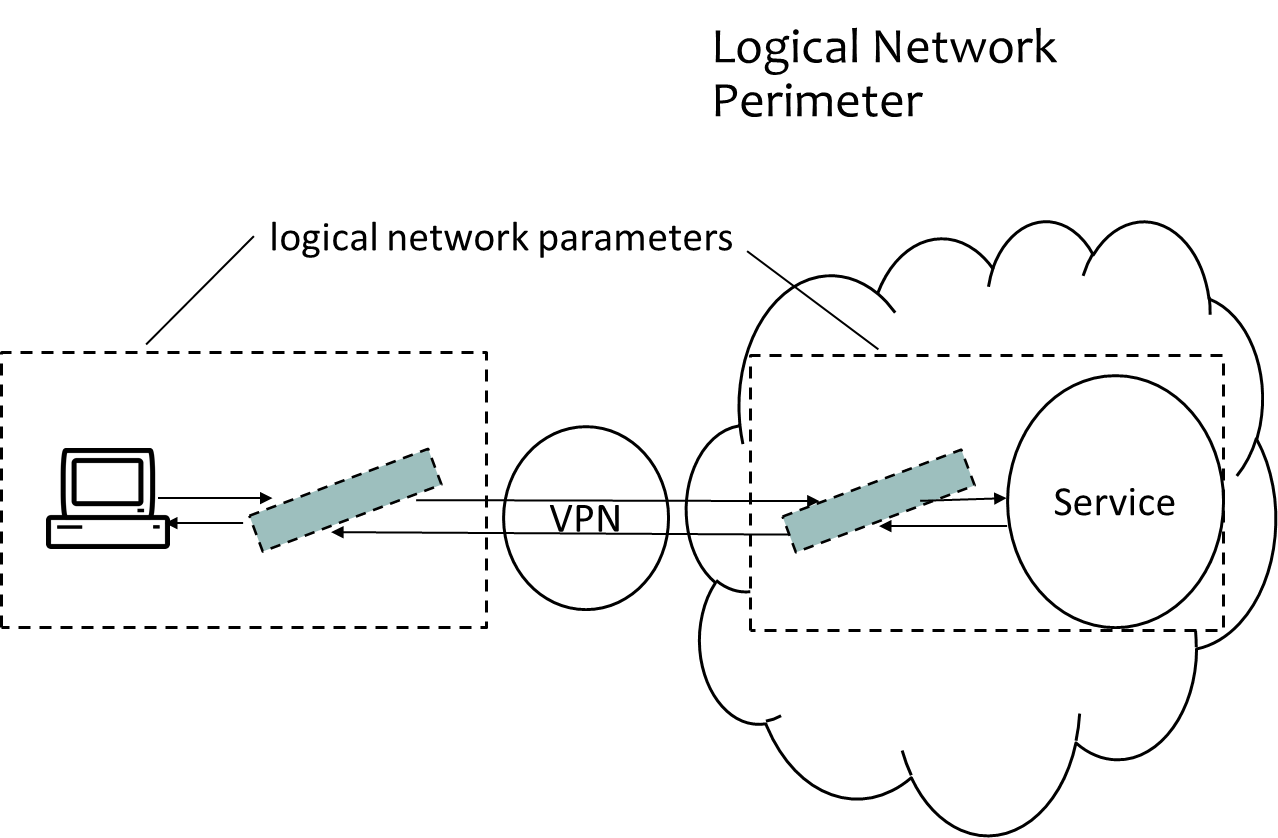 Logical Network
Perimeter
logical network parameters
VPN
Service